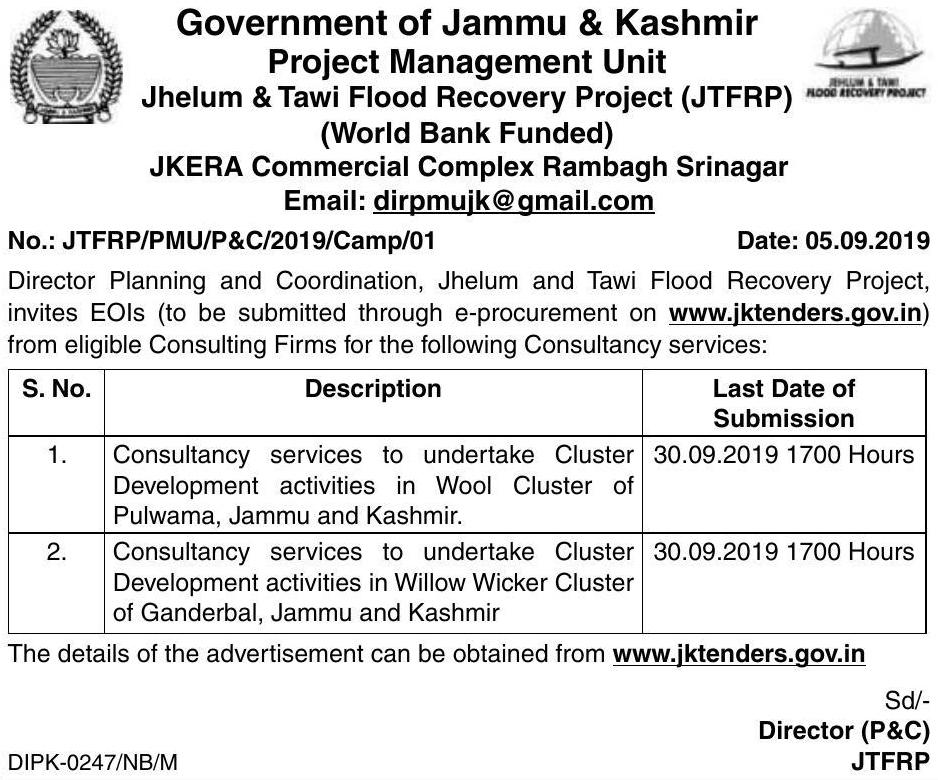 Government of Jammu & Kashmir
Project Management Unit
Jhelum & Tawi Flood Recovery Project (JTFRP)
(World Bank Funded)
JKERA Commercial Complex Rambagh Srinagar
Email: dirpmujk@gmail.com
JEHLUM & TAWI
FLOOD RECOVERY PROJECT
No.: JTFRP/PMU/P&C/2019/Camp/01 Date: 05.09.2019
Director Planning and Coordination, Jhelum and Tawi Flood Recovery Project,
invites EOIs (to be submitted through e-procurement on www.jktenders.gov.in)
from eligible Consulting Firms for the following Consultancy services:
S. No. Description Last Date of
Submission
1. Consultancy services to undertake Cluster 30.09.2019 1700 Hours
Development activities in Wool Cluster of
Pulwama, Jammu and Kashmir.
2. Consultancy services to undertake Cluster 30.09.2019 1700 Hours
Development activities in Willow Wicker Cluster
of Ganderbal, Jammu and Kashmir
The details of the advertisement can be obtained from www.jktenders.gov.in
Sd/-
Director (P&C)
DIPK-0247/NB/M JTFRP